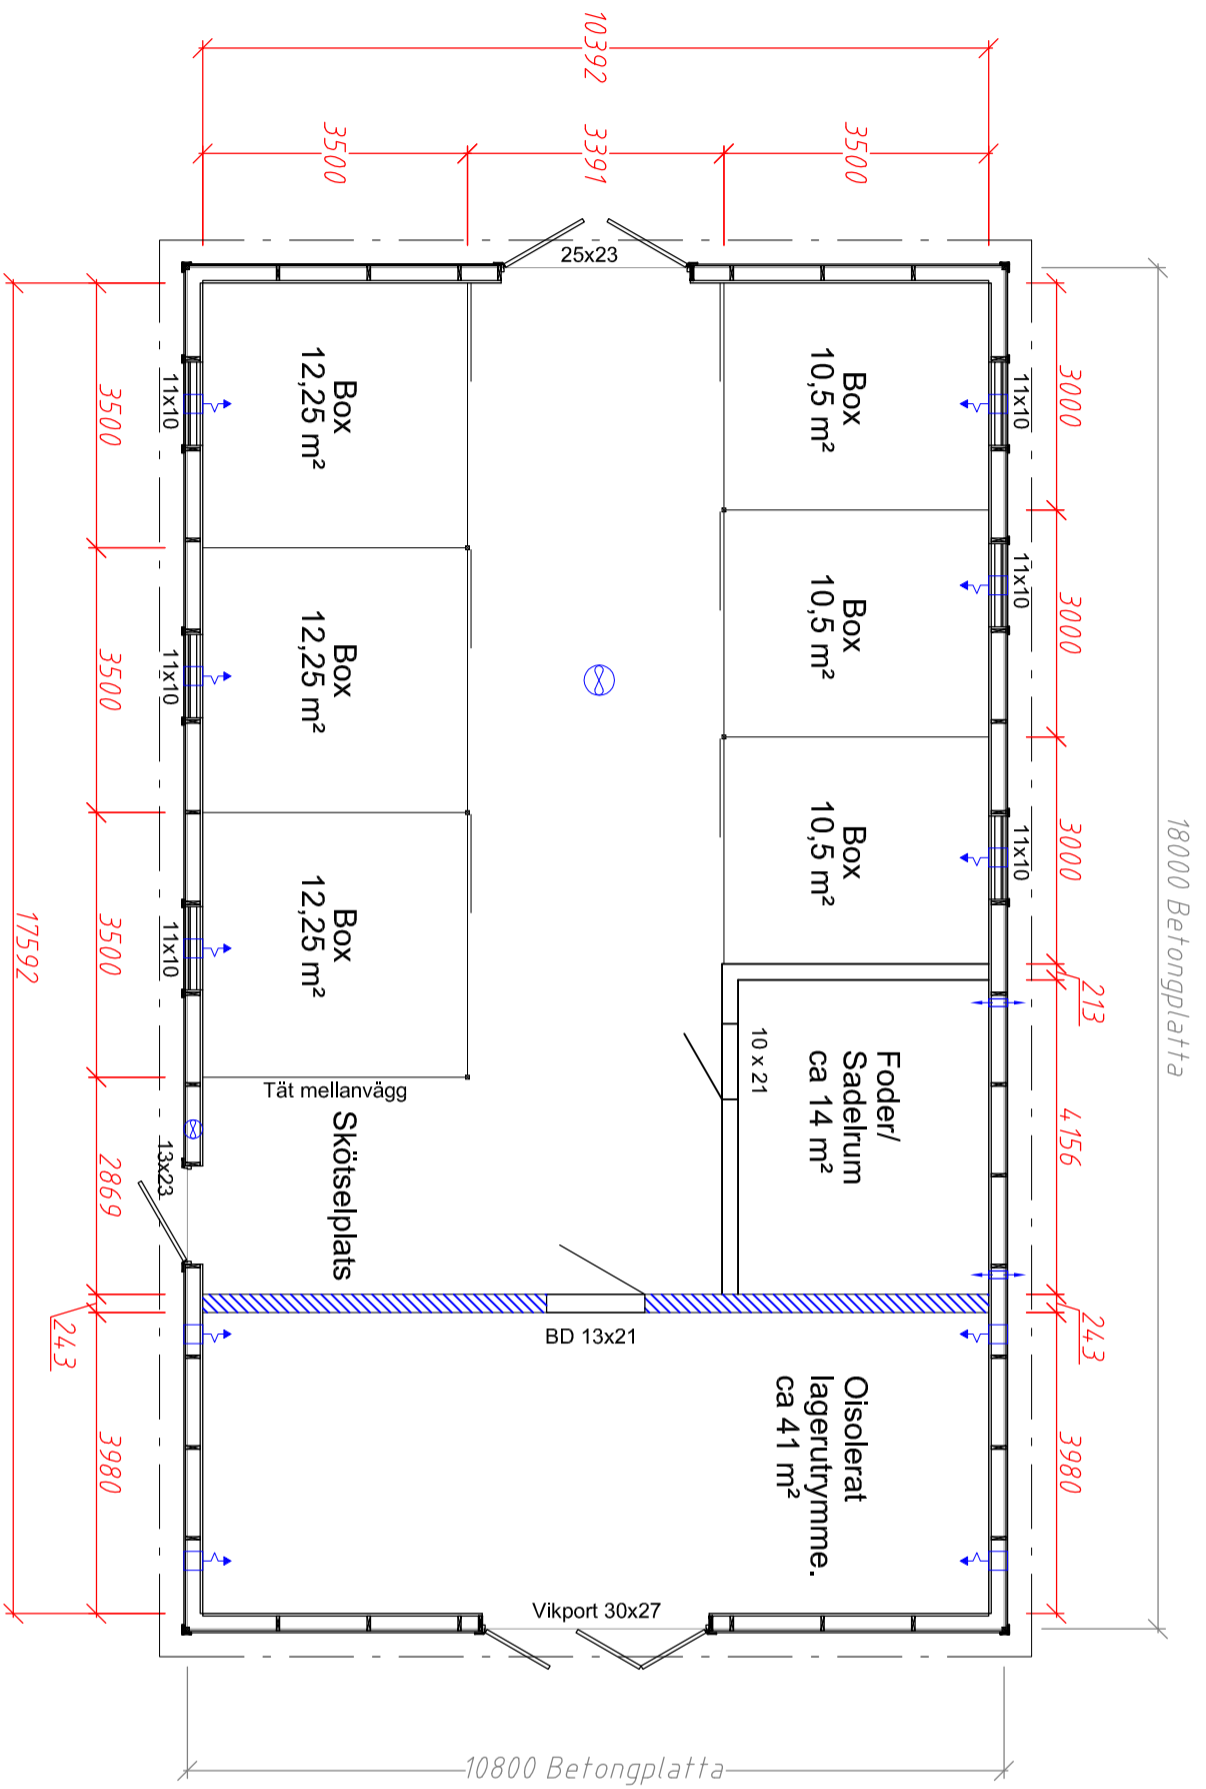 10392
3500
3391
3500
25x23
18000 Betongplatta
3000
3000
3000
213
4156
243
3980
11x10
11x10
11x10
Box
10,5 m²
Box
10,5 m²
Box
10,5 m²
Foder/
Sadelrum
ca 14 m²
10 x 21
Oisolerat
lagerutrymme.
ca 41 m²
Box
12,25 m²
Box
12,25 m²
Box
12,25 m²
Tät mellanvägg
Skötselplats
BD 13x21
Vikport 30x27
11x10
11x10
11x10
13x23
3500
3500
3500
2869
243
3980
17592
10800 Betongplatta